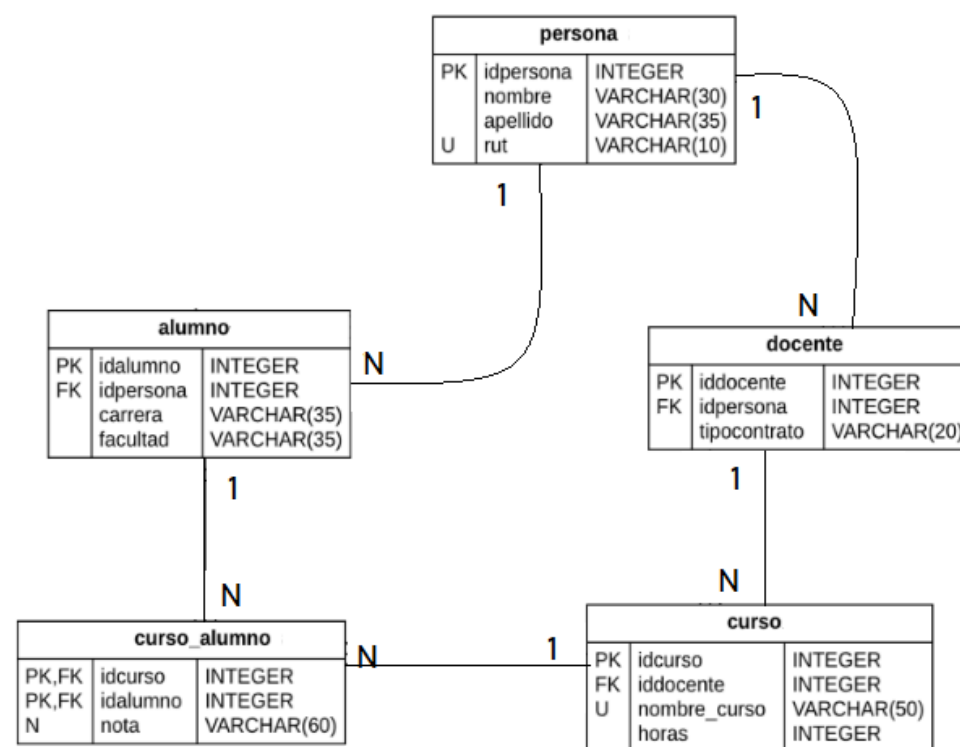 persona
PK idpersona INTEGER
nombre VARCHAR(30)
apellido VARCHAR(35)
U rut VARCHAR(10)
1
1
N
N
alumno
PK idalumno INTEGER
FK idpersona INTEGER
carrera VARCHAR(35)
facultad VARCHAR(35)
docente
PK iddocente INTEGER
FK idpersona INTEGER
tipocontrato VARCHAR(20)
1
1
N
N
curso_alumno
PK,FK idcurso INTEGER
PK,FK idalumno INTEGER
N nota VARCHAR(60)
N
1
curso
PK idcurso INTEGER
FK iddocente INTEGER
U nombre_curso VARCHAR(50)
horas INTEGER